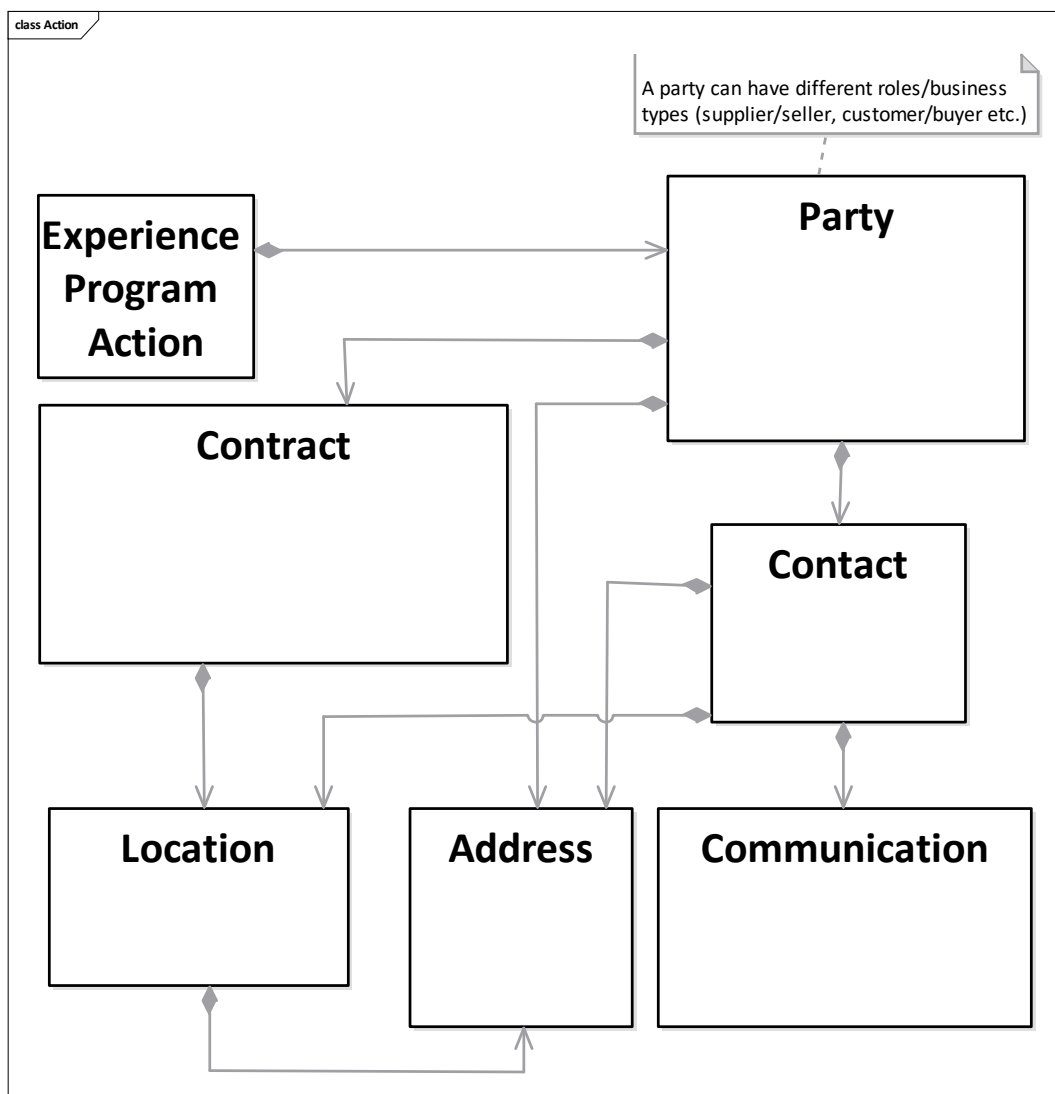 class Action
A party can have different roles/business
types (supplier/seller, customer/buyer etc.)
Experience
Program
Action
Party
Contract
Contact
Location
Address
Communication